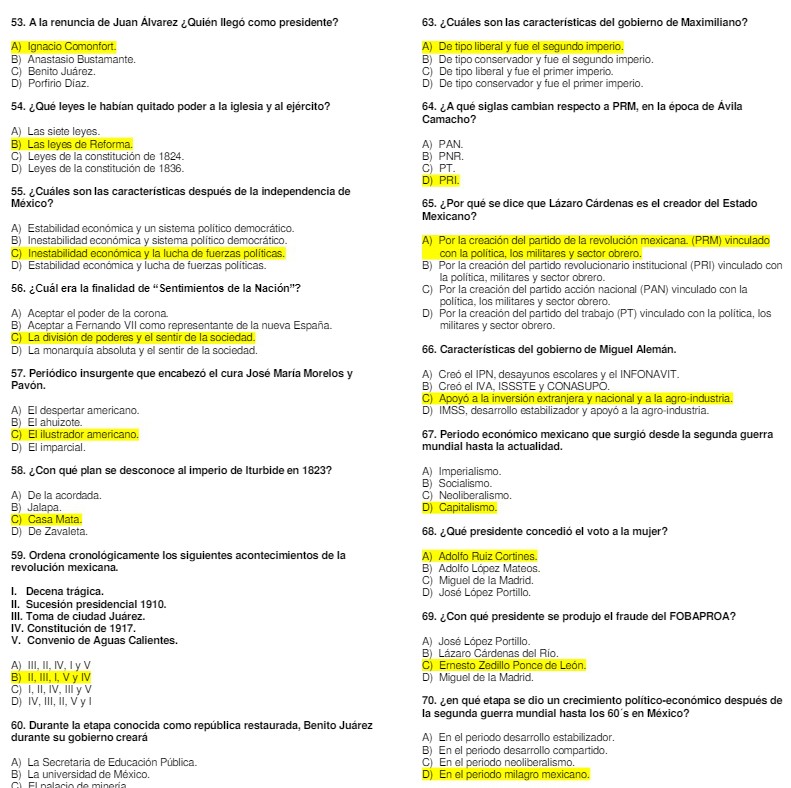 53. A la renuncia de Juan Álvarez ¿Quién llegó como presidente?
A) Ignacio Comonfort.
B) Anastasio Bustamante.
C) Benito Juárez.
D) Porfirio Díaz.
54. ¿Qué leyes le habían quitado poder a la iglesia y al ejército?
A) Las siete leyes.
B) Las leyes de Reforma.
C) Leyes de la constitución de 1824.
D) Leyes de la constitución de 1836.
55. ¿Cuáles son las características después de la independencia de
México?
A) Estabilidad económica y un sistema político democrático.
B) Inestabilidad económica y sistema político democrático.
C) Inestabilidad económica y la lucha de fuerzas políticas.
D) Estabilidad económica y lucha de fuerzas políticas.
56. ¿Cuál era la finalidad de “Sentimientos de la Nación”?
A) Aceptar el poder de la corona.
B) Aceptar a Fernando VII como representante de la nueva España.
C) La división de poderes y el sentir de la sociedad.
D) La monarquía absoluta y el sentir de la sociedad.
57. Periódico insurgente que encabezó el cura José María Morelos y
Pavón.
A) El despertar americano.
B) El ahuizote.
C) El ilustrador americano.
D) El imparcial.
58. ¿Con qué plan se desconoce al imperio de Iturbide en 1823?
A) De la acordada.
B) Jalapa.
C) Casa Mata.
D) De Zavaleta.
59. Ordena cronológicamente los siguientes acontecimientos de la
revolución mexicana.
I. Decena trágica.
II. Sucesión presidencial 1910.
III. Toma de ciudad Juárez.
IV. Constitución de 1917.
V. Convenio de Aguas Calientes.
A) III, II, IV, I y V
B) II, III, I, V y IV
C) I, II, IV, III y V
D) IV, III, II, V y I
60. Durante la etapa conocida como república restaurada, Benito Juárez
durante su gobierno creará
A) La Secretaría de Educación Pública.
B) La universidad de México.
C) El palacio de minería
63. ¿Cuáles son las características del gobierno de Maximiliano?
A) De tipo liberal y fue el segundo imperio.
B) De tipo conservador y fue el segundo imperio.
C) De tipo liberal y fue el primer imperio.
D) De tipo conservador y fue el primer imperio.
64. ¿A qué siglas cambian respecto a PRM, en la época de Ávila
Camacho?
A) PAN.
B) PNR.
C) PT.
D) PRI.
65. ¿Por qué se dice que Lázaro Cárdenas es el creador del Estado
Mexicano?
A) Por la creación del partido de la revolución mexicana. (PRM) vinculado
con la política, los militares y sector obrero.
B) Por la creación del partido revolucionario institucional (PRI) vinculado con
la política, militares y sector obrero.
C) Por la creación del partido acción nacional (PAN) vinculado con la
política, los militares y sector obrero.
D) Por la creación del partido del trabajo (PT) vinculado con la política, los
militares y sector obrero.
66. Características del gobierno de Miguel Alemán.
A) Creó el IPN, desayunos escolares y el INFONAVIT.
B) Creó el IVA, ISSSTE y CONASUPO.
C) Apoyó a la inversión extranjera y nacional y a la agro-industria.
D) IMSS, desarrollo estabilizador y apoyó a la agro-industria.
67. Periodo económico mexicano que surgió desde la segunda guerra
mundial hasta la actualidad.
A) Imperialismo.
B) Socialismo.
C) Neoliberalismo.
D) Capitalismo.
68. ¿Qué presidente concedió el voto a la mujer?
A) Adolfo Ruiz Cortines.
B) Adolfo López Mateos.
C) Miguel de la Madrid.
D) José López Portillo.
69. ¿Con qué presidente se produjo el fraude del FOBAPROA?
A) José López Portillo.
B) Lázaro Cárdenas del Río.
C) Ernesto Zedillo Ponce de León.
D) Miguel de la Madrid.
70. ¿en qué etapa se dio un crecimiento político-económico después de
la segunda guerra mundial hasta los 60´s en México?
A) En el periodo desarrollo estabilizador.
B) En el periodo desarrollo compartido.
C) En el periodo neoliberalismo.
D) En el periodo milagro mexicano.